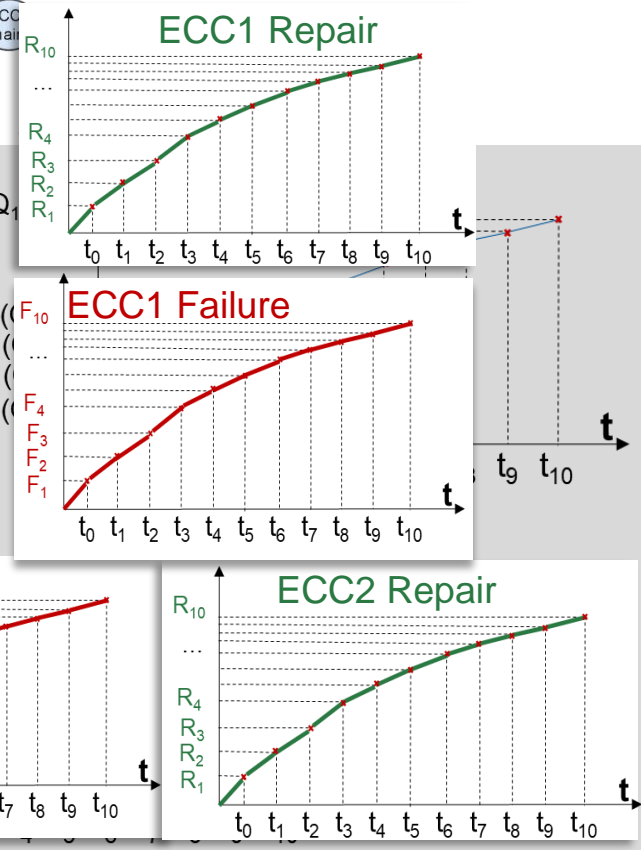 ECC1 Repair
R10
...
R4
R3
R2
R1
t
t0 t1 t2 t3 t4 t5 t6 t7 t8 t9 t10
ECC1 Failure
F10
...
F4
F3
F2
F1
t
t0 t1 t2 t3 t4 t5 t6 t7 t8 t9 t10
t
t9 t10
t
t7 t8 t9 t10
ECC2 Repair
R10
...
R4
R3
R2
R1
t
t0 t1 t2 t3 t4 t5 t6 t7 t8 t9 t10